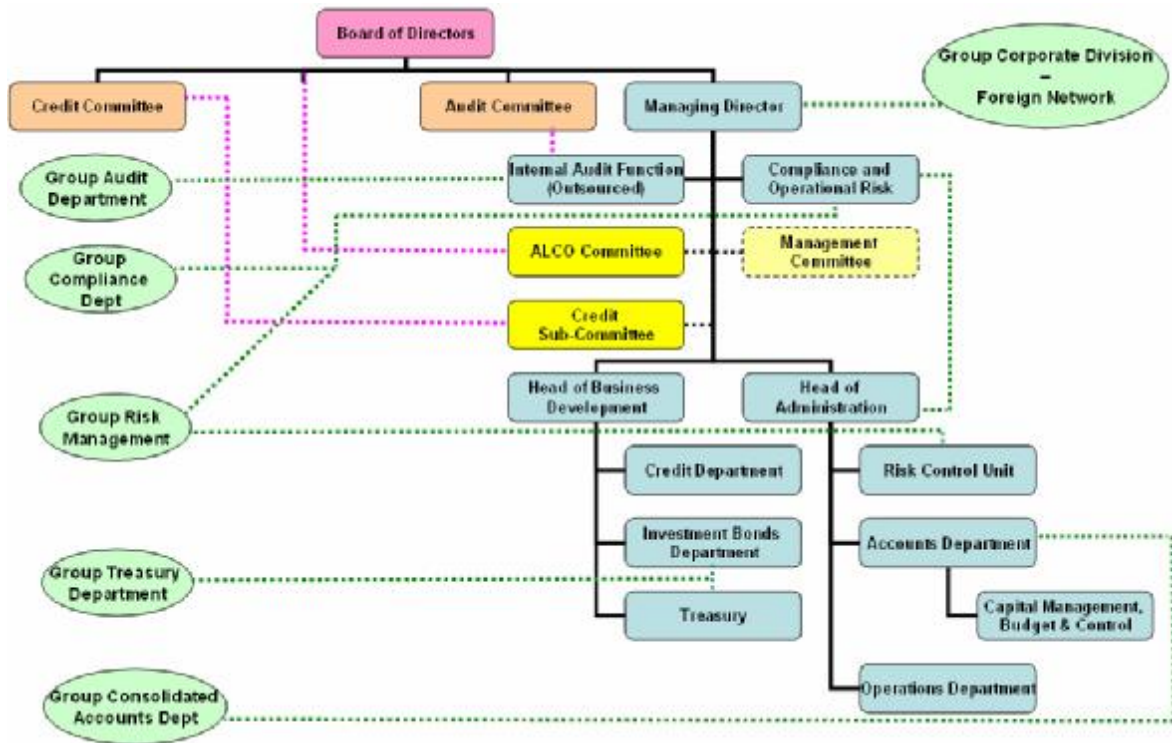 Board of Directors
Group Corporate Division
–
Foreign Network
Credit Committee
Audit Committee
Managing Director
Group Audit
Department
Internal Audit Function
(Outsourced)
Compliance and
Operational Risk
Group
Compliance
Dept
ALCO Committee
Management
Committee
Credit
Sub-Committee
Group Risk
Management
Head of Business
Development
Head of
Administration
Credit Department
Risk Control Unit
Investment Bonds
Department
Accounts Department
Group Treasury
Department
Treasury
Capital Management,
Budget & Control
Group Consolidated
Accounts Dept
Operations Department